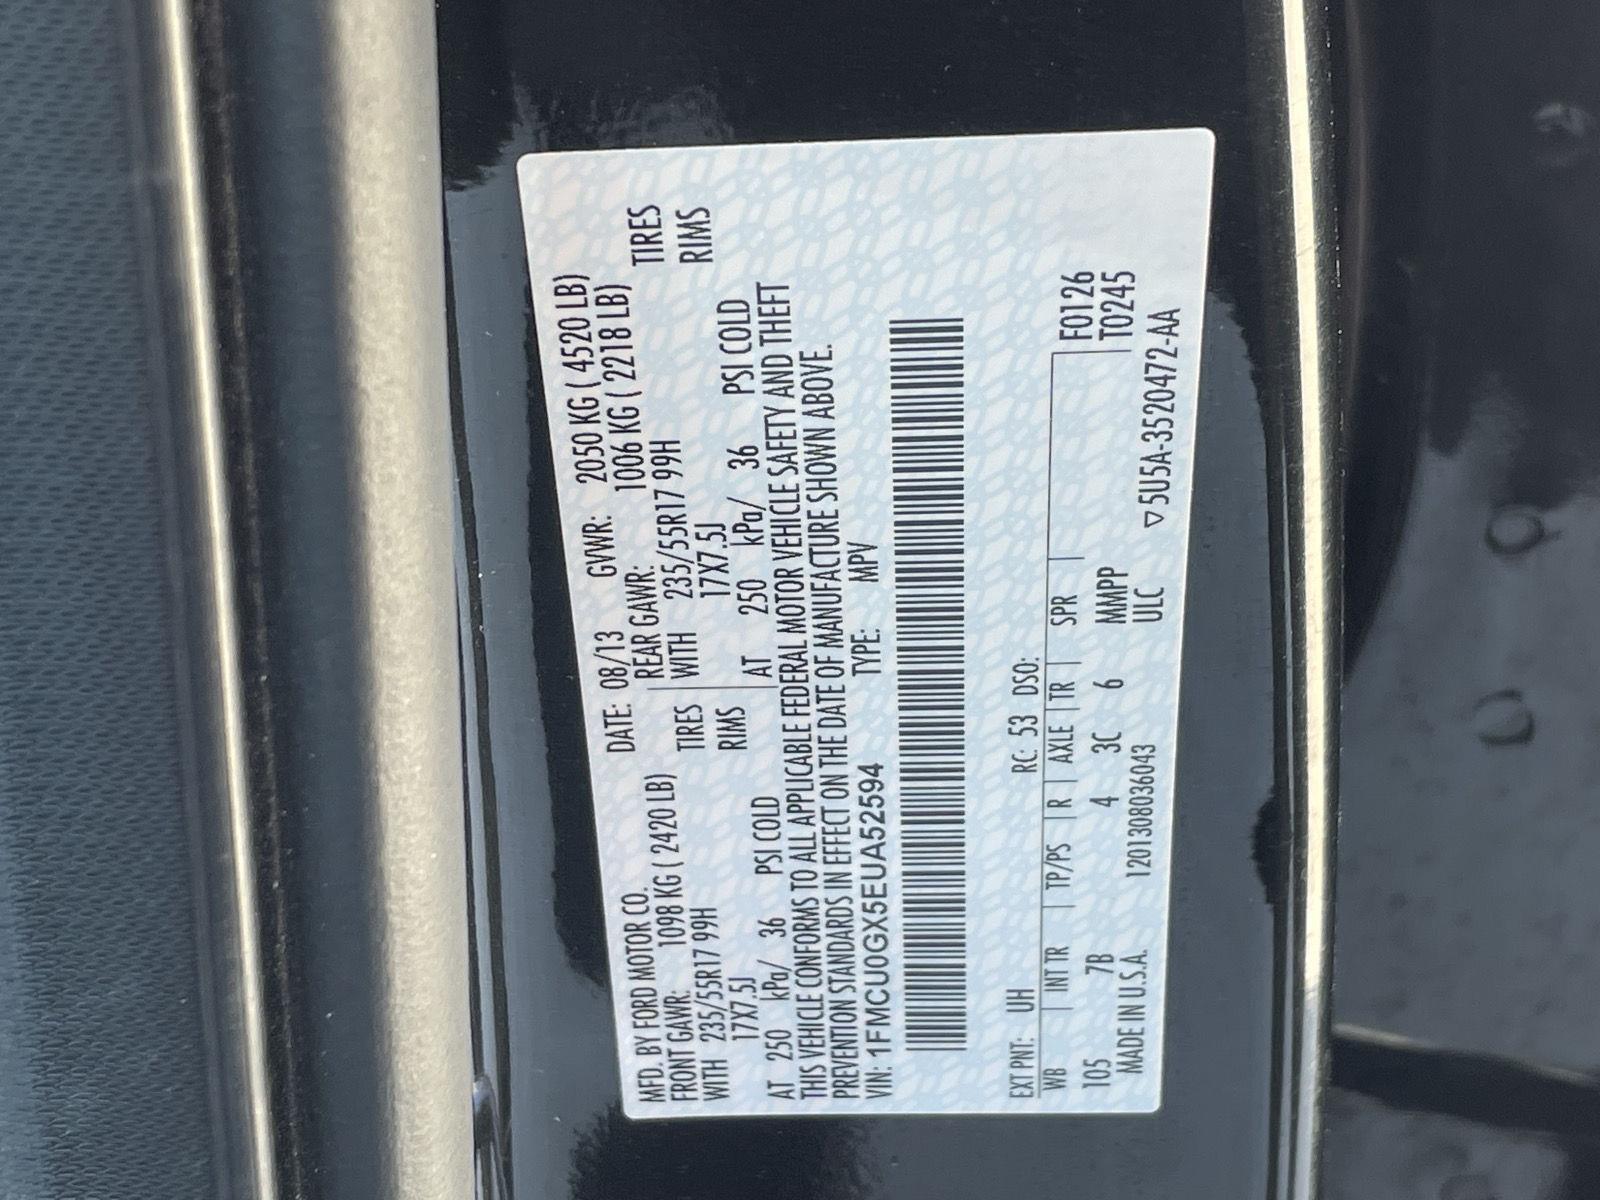 MFD. BY FORD MOTOR CO. DATE: 08/13 GVWR: 2050 KG ( 4520 LB)
FRONT GAWR: 1098 KG ( 2420 LB) REAR GAWR: 1006 KG ( 2218 LB)
WITH 235/55R17 99H TIRES WITH 235/55R17 99H TIRES
17X7.5J RIMS 17X7.5J RIMS
AT 250 kPa/ 36 PSI COLD AT 250 kPa/ 36 PSI COLD
THIS VEHICLE CONFORMS TO ALL APPLICABLE FEDERAL MOTOR VEHICLE SAFETY AND THEFT
PREVENTION STANDARDS IN EFFECT ON THE DATE OF MANUFACTURE SHOWN ABOVE.
VIN: 1FMCU0GX5EUA52594 TYPE: MPV
EXT PNT: UH RC: 53 DSO:
WB | INT TR | TP/PS | R | AXLE | TR | SPR F0126
105 7B 4 3C 6 MMPP T0245
MADE IN U.S.A. 1201308036043 ULC ▽5U5A-3520472-AA